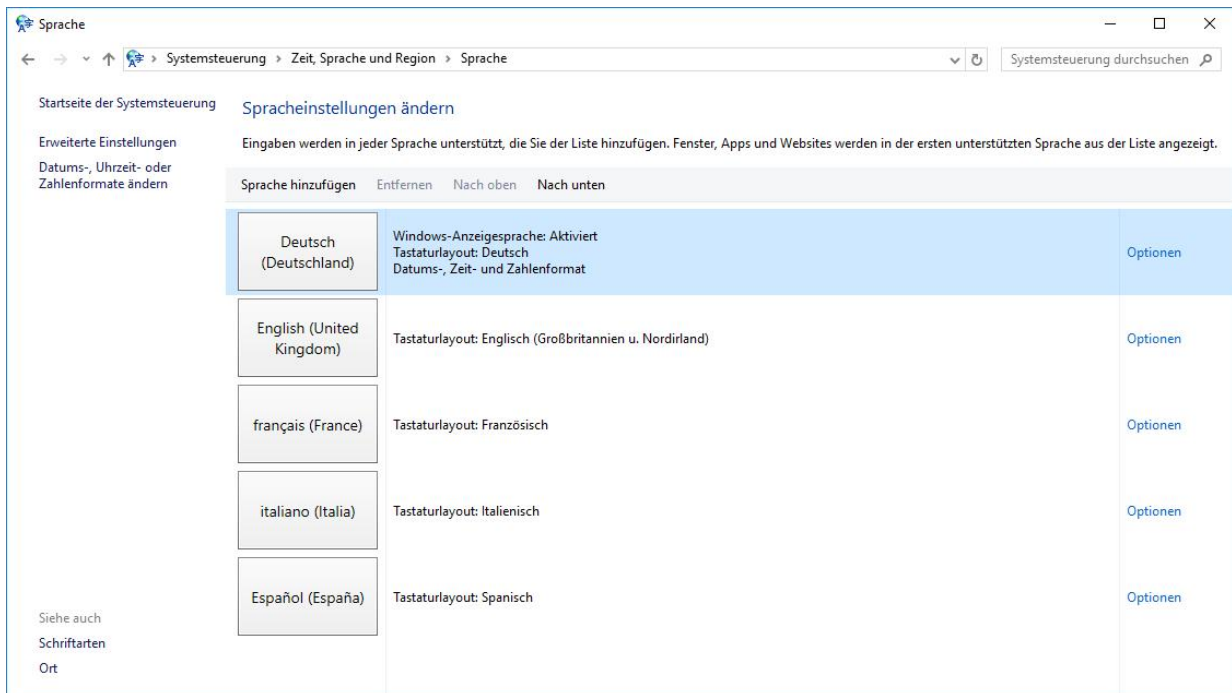 Sprache
Systemsteuerung › Zeit, Sprache und Region › Sprache
Systemsteuerung durchsuchen
Startseite der Systemsteuerung
Erweiterte Einstellungen
Datums-, Uhrzeit- oder
Zahlenformate ändern
Spracheinstellungen ändern
Eingaben werden in jeder Sprache unterstützt, die Sie der Liste hinzufügen. Fenster, Apps und Websites werden in der ersten unterstützten Sprache aus der Liste angezeigt.
Sprache hinzufügen Entfernen Nach oben Nach unten
Deutsch
(Deutschland)
Windows-Anzeigesprache: Aktiviert
Tastaturlayout: Deutsch
Datums-, Zeit- und Zahlenformat
Optionen
English (United
Kingdom)
Tastaturlayout: Englisch (Großbritannien u. Nordirland)
Optionen
français (France)
Tastaturlayout: Französisch
Optionen
italiano (Italia)
Tastaturlayout: Italienisch
Optionen
Español (España)
Tastaturlayout: Spanisch
Optionen
Siehe auch
Schriftarten
Ort